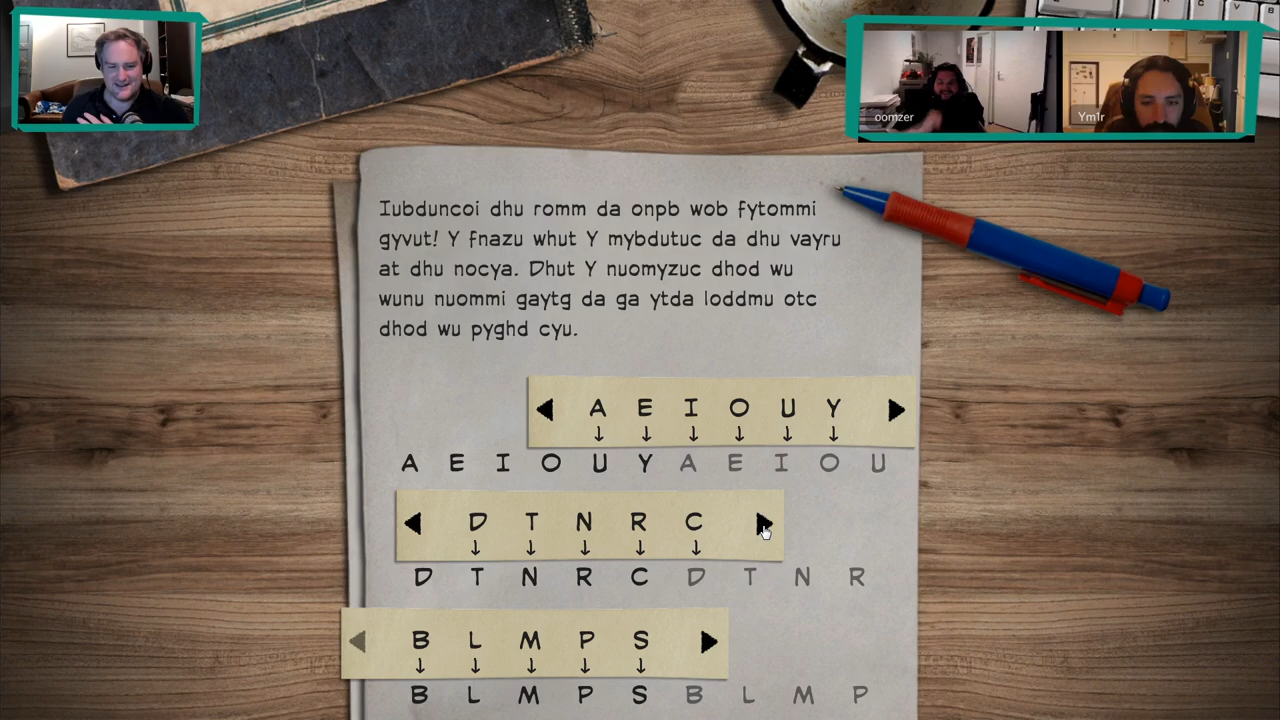 oomzer
Ym1r
Iubduncoi dhu romm da onpb wob fytommi
gyvut! Y fnazu whut Y mybdutuc da dhu vayru
at dhu nocya. Dhut Y nuomyzuc dhod wu
wunu nuommi gaytg da ga ytda loddmu otc
dhod wu pyghd cyu.
A E I O U Y
↓ ↓ ↓ ↓ ↓ ↓
A E I O U Y A E I O U
D T N R C
↓ ↓ ↓ ↓ ↓
D T N R C D T N R
B L M P S
↓ ↓ ↓ ↓ ↓
B L M P S B L M P